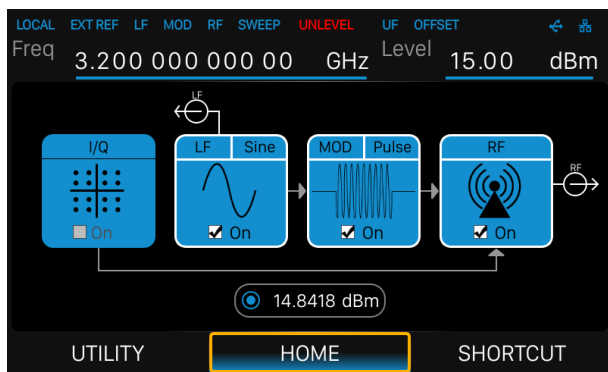 LOCAL EXT REF LF MOD RF SWEEP UNLEVEL UF OFFSET
Freq 3.200 000 000 00 GHz Level 15.00 dBm
LF
I/Q LF Sine MOD Pulse RF
RF
On On On On
14.8418 dBm
UTILITY HOME SHORTCUT